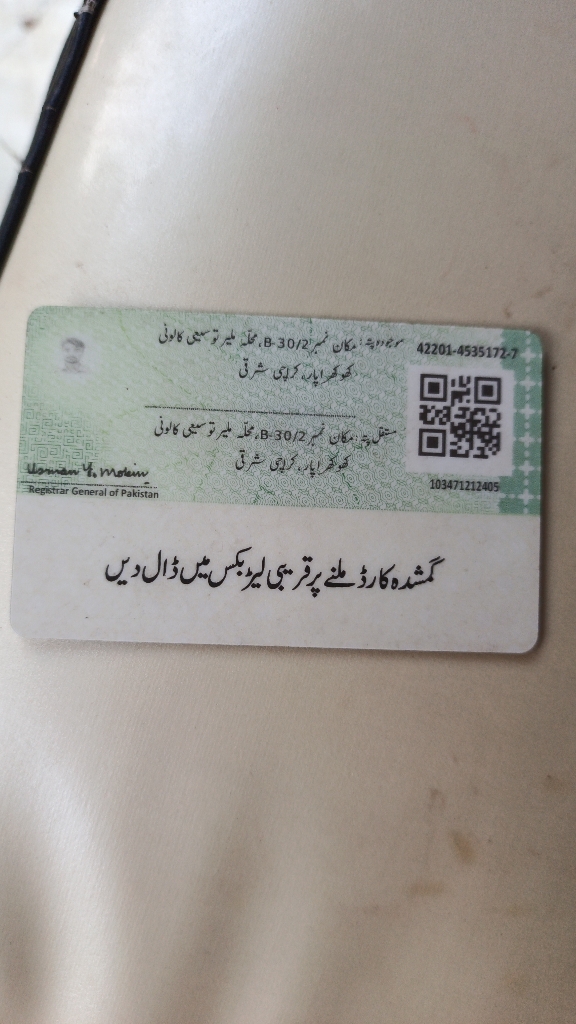 موجودہ پتہ: مکان نمبر B-30/2، محلہ ملیر توسیعی کالونی
کھوکھراپار، کراچی شرقی
42201-4535172-7
مستقل پتہ: مکان نمبر B-30/2، محلہ ملیر توسیعی کالونی
کھوکھراپار، کراچی شرقی
103471212405
Usman Y. Mobin
Registrar General of Pakistan
گمشدہ کارڈ ملنے پر قریبی لیٹر بکس میں ڈال دیں